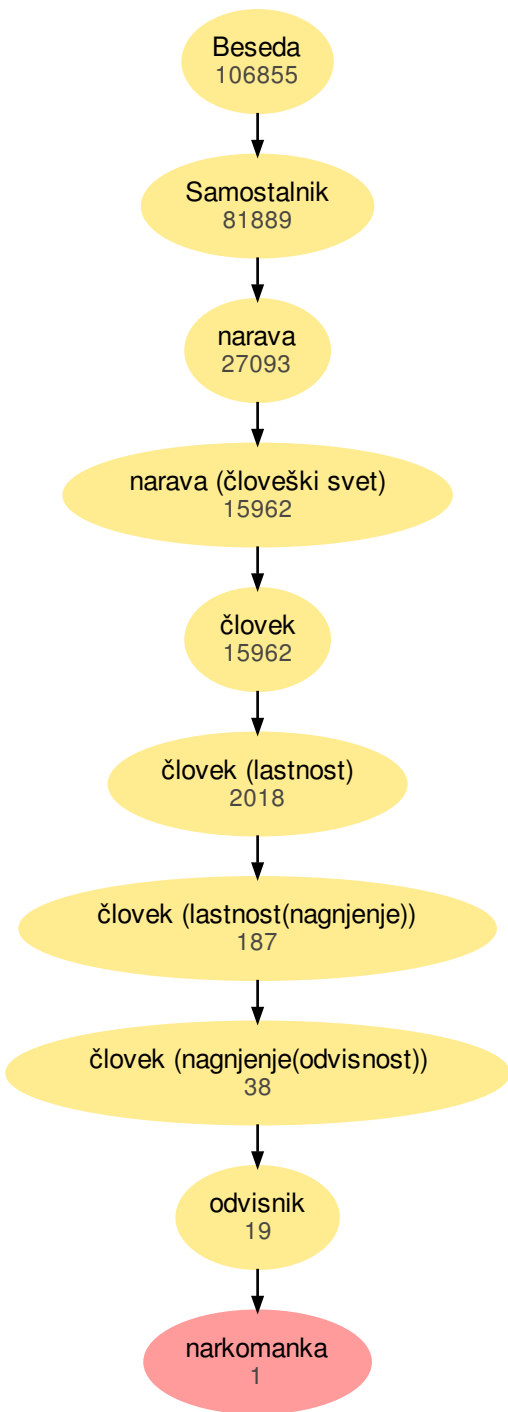 Beseda
106855
Samostalnik
81889
narava
27093
narava (človeški svet)
15962
človek
15962
človek (lastnost)
2018
človek (lastnost(nagnjenje))
187
človek (nagnjenje(odvisnost))
38
odvisnik
19
narkomanka
1